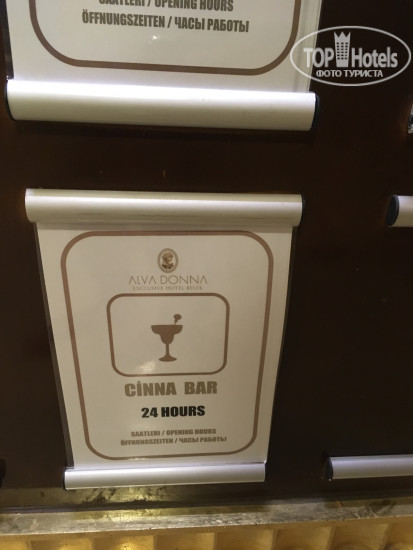 SAATLERİ / OPENING HOURS
ÖFFNUNGSZEITEN / ЧАСЫ РАБОТЫ
TOP Hotels
ФОТО ТУРИСТА
ALVA DONNA
EXCLUSIVE HOTEL BELEK
CİNNA BAR
24 HOURS
SAATLERİ / OPENING HOURS
ÖFFNUNGSZEITEN / ЧАСЫ РАБОТЫ